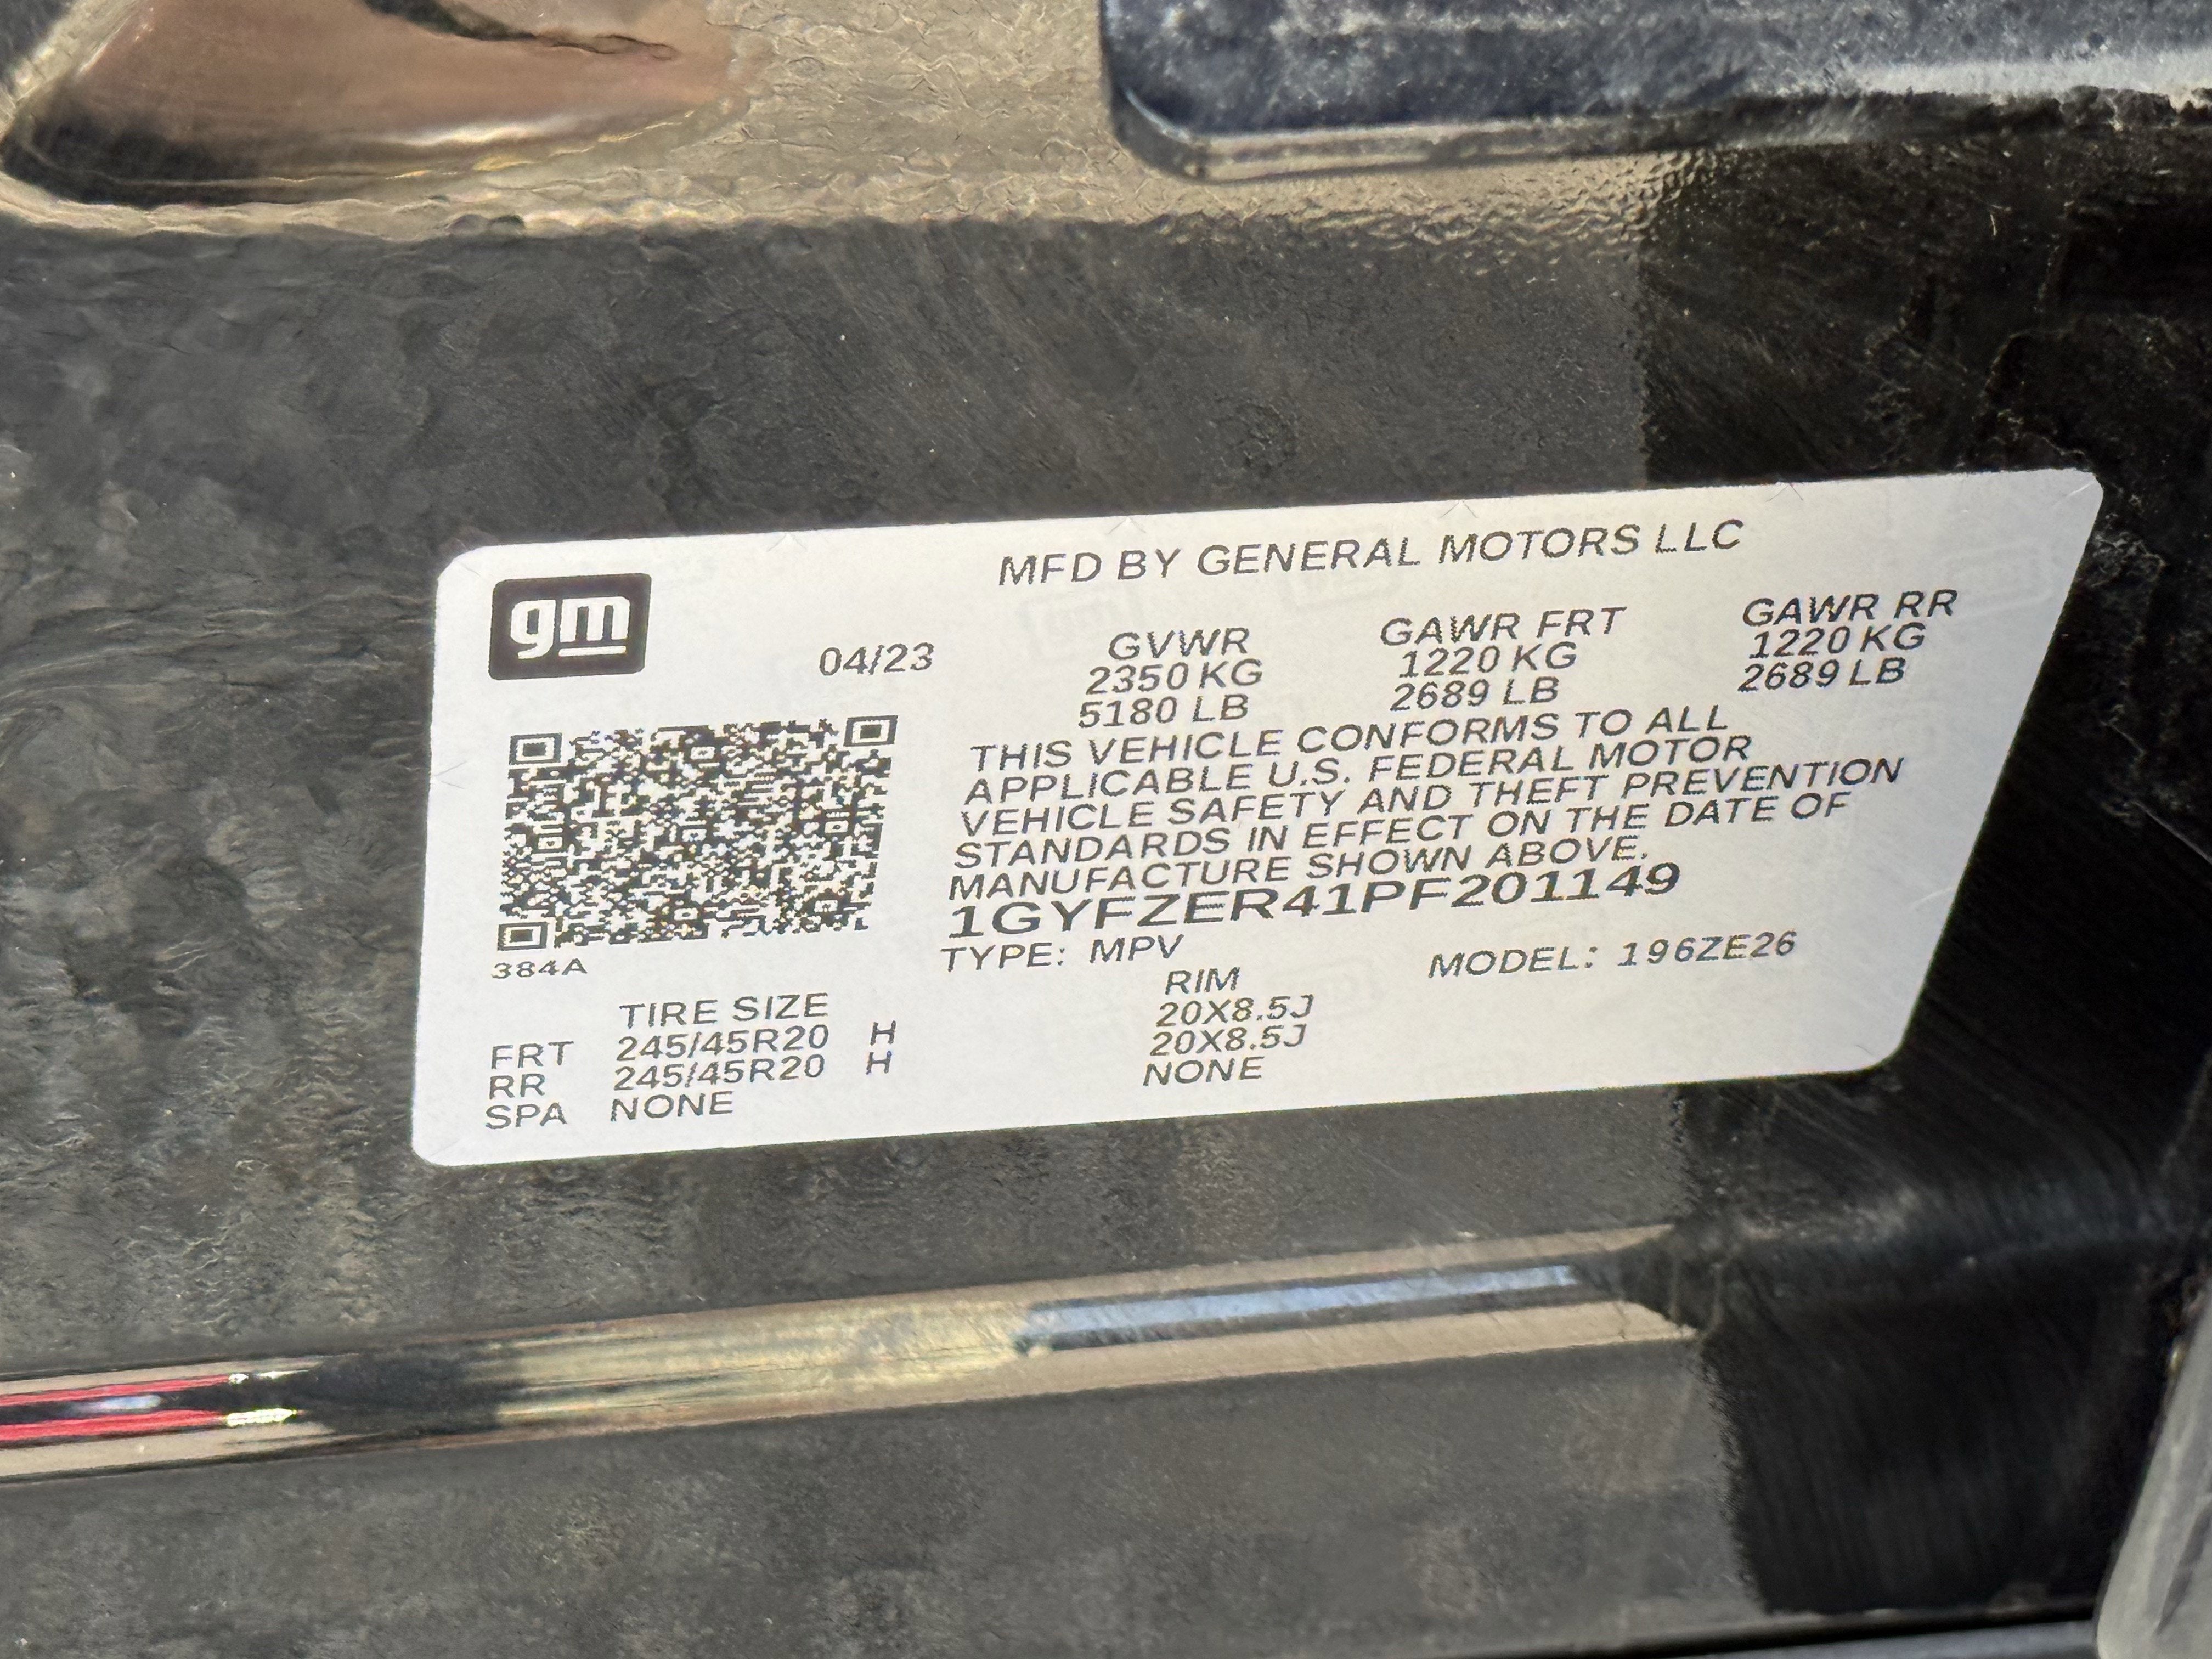 gm
MFD BY GENERAL MOTORS LLC
04/23 GVWR GAWR FRT GAWR RR
2350 KG 1220 KG 1220 KG
5180 LB 2689 LB 2689 LB
THIS VEHICLE CONFORMS TO ALL
APPLICABLE U.S. FEDERAL MOTOR
VEHICLE SAFETY AND THEFT PREVENTION
STANDARDS IN EFFECT ON THE DATE OF
MANUFACTURE SHOWN ABOVE.
1GYFZER41PF201149
384A
TYPE: MPV MODEL: 196ZE26
TIRE SIZE RIM
FRT 245/45R20 H 20X8.5J
RR 245/45R20 H 20X8.5J
SPA NONE NONE